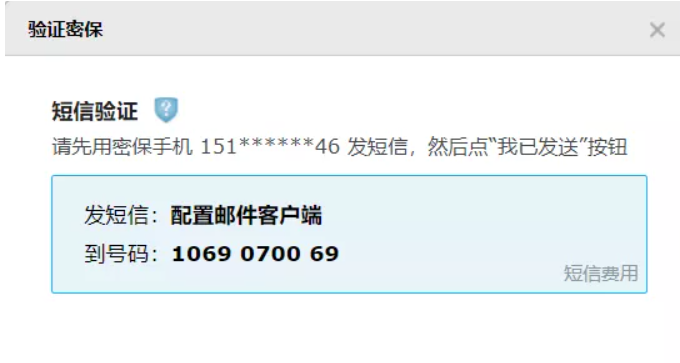 验证密保
短信验证
请先用密保手机 151******46 发短信，然后点“我已发送”按钮
发短信：配置邮件客户端
到号码：1069 0700 69
短信费用